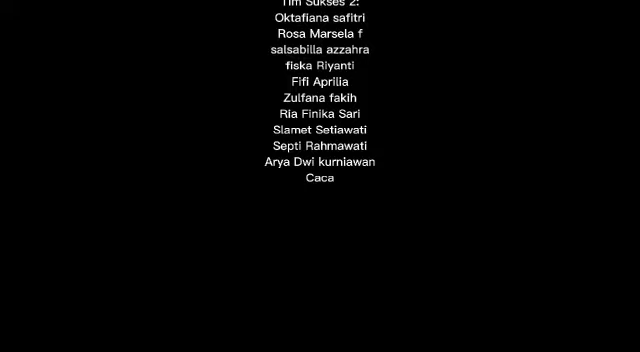 Tim Sukses 2:
Oktafiana safitri
Rosa Marsela f
salsabilla azzahra
fiska Riyanti
Fifi Aprilia
Zulfana fakih
Ria Finika Sari
Slamet Setiawati
Septi Rahmawati
Arya Dwi kurniawan
Caca